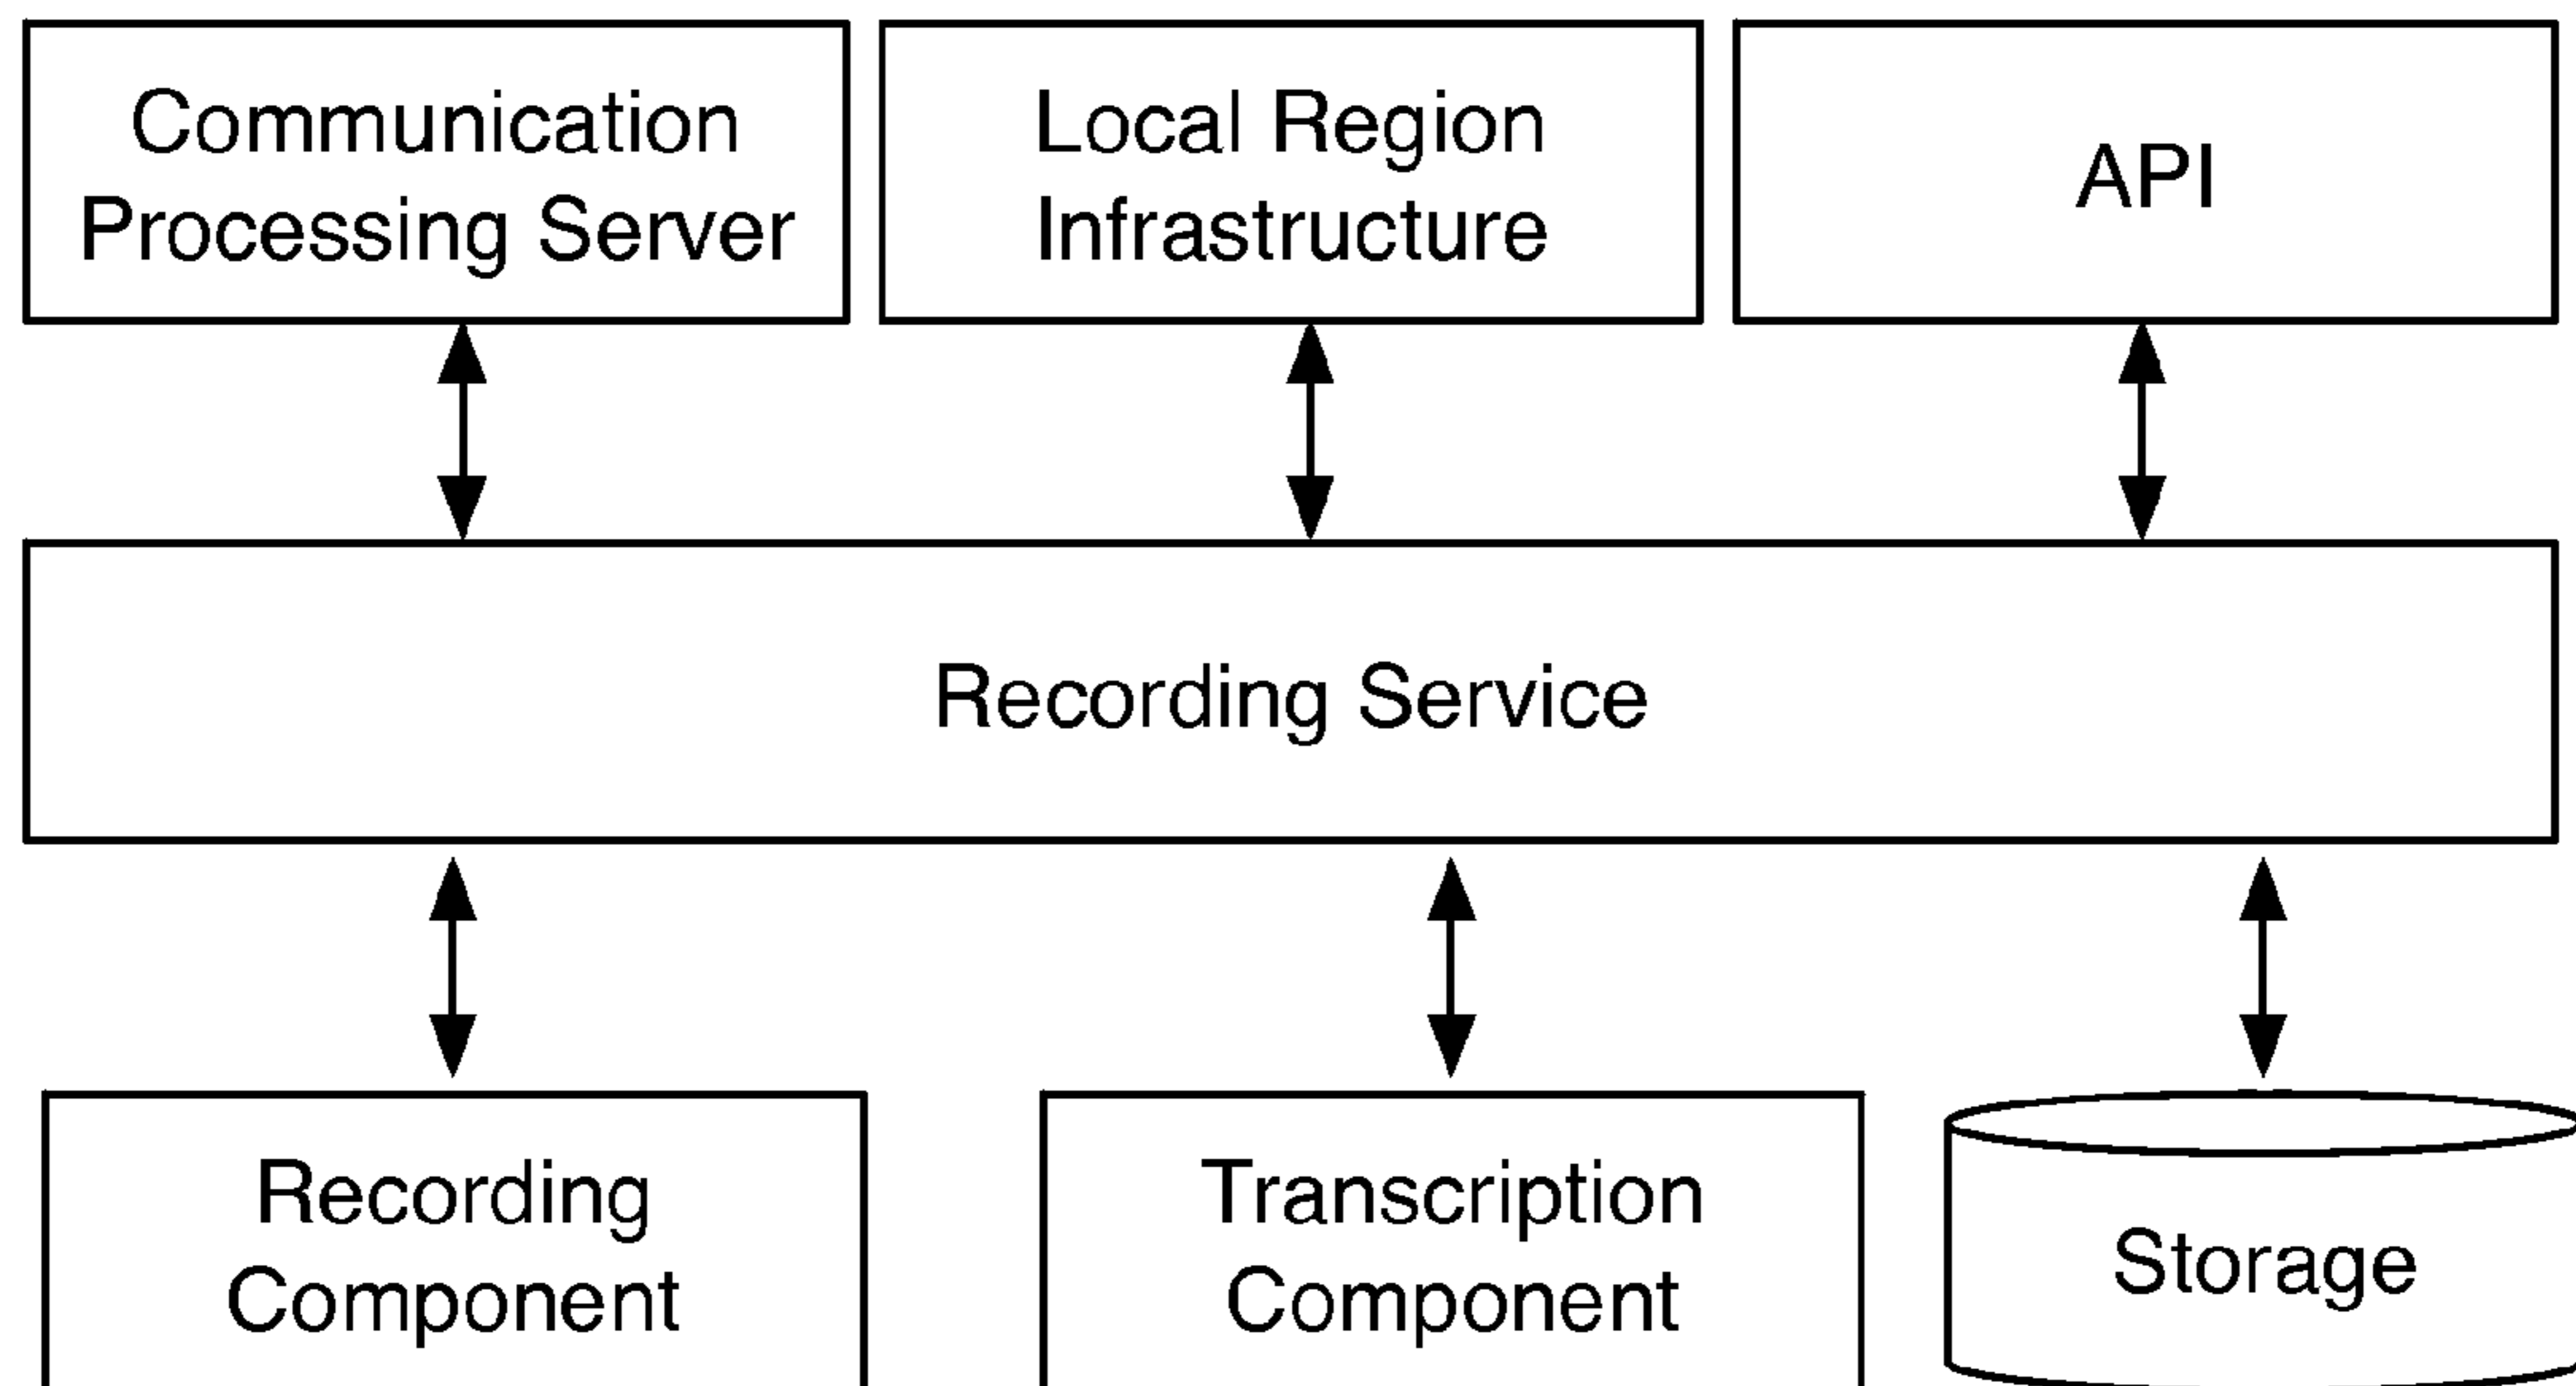 Communication
Processing Server
Local Region
Infrastructure
API
Recording Service
Recording
Component
Transcription
Component
Storage